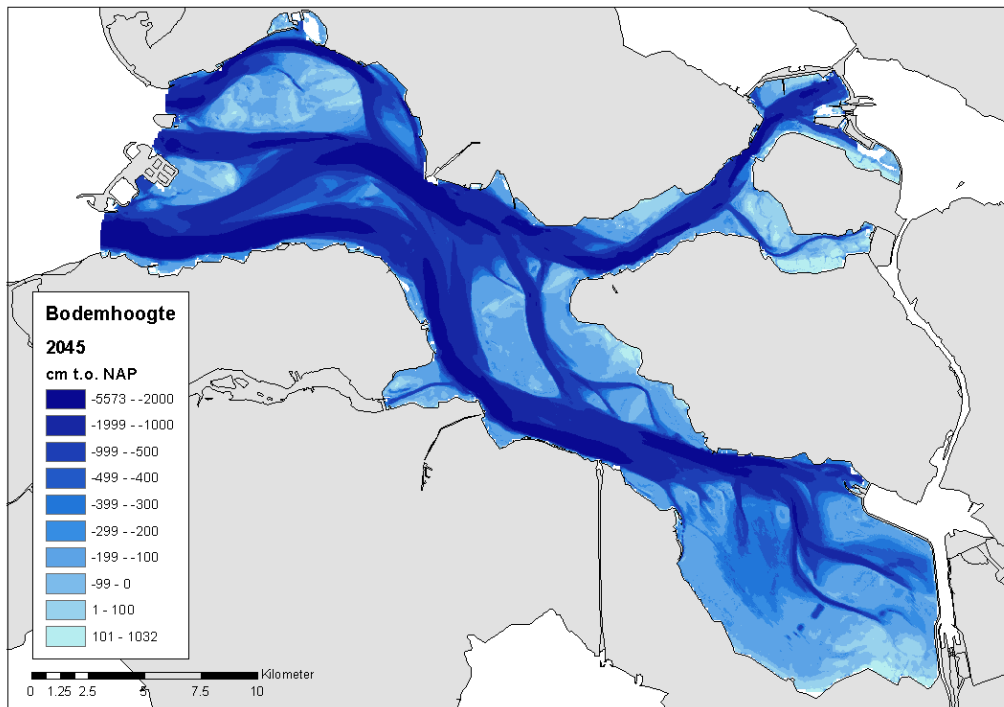 Bodemhoogte
2045
cm t.o. NAP
-5573 - -2000
-1999 - -1000
-999 - -500
-499 - -400
-399 - -300
-299 - -200
-199 - -100
-99 - 0
1 - 100
101 - 1032
Kilometer
0 1.25 2.5 5 7.5 10